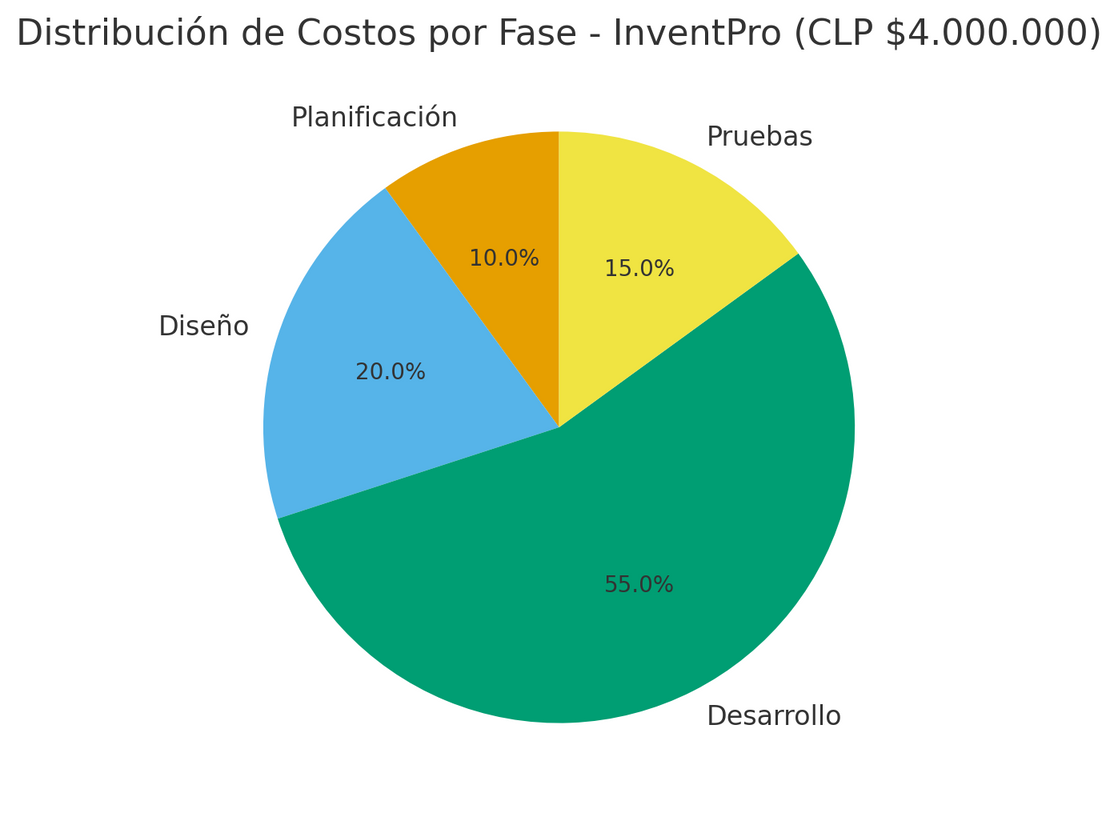 Distribución de Costos por Fase - InventPro (CLP $4.000.000)
Planificación
Pruebas
10.0%
15.0%
Diseño
20.0%
55.0%
Desarrollo